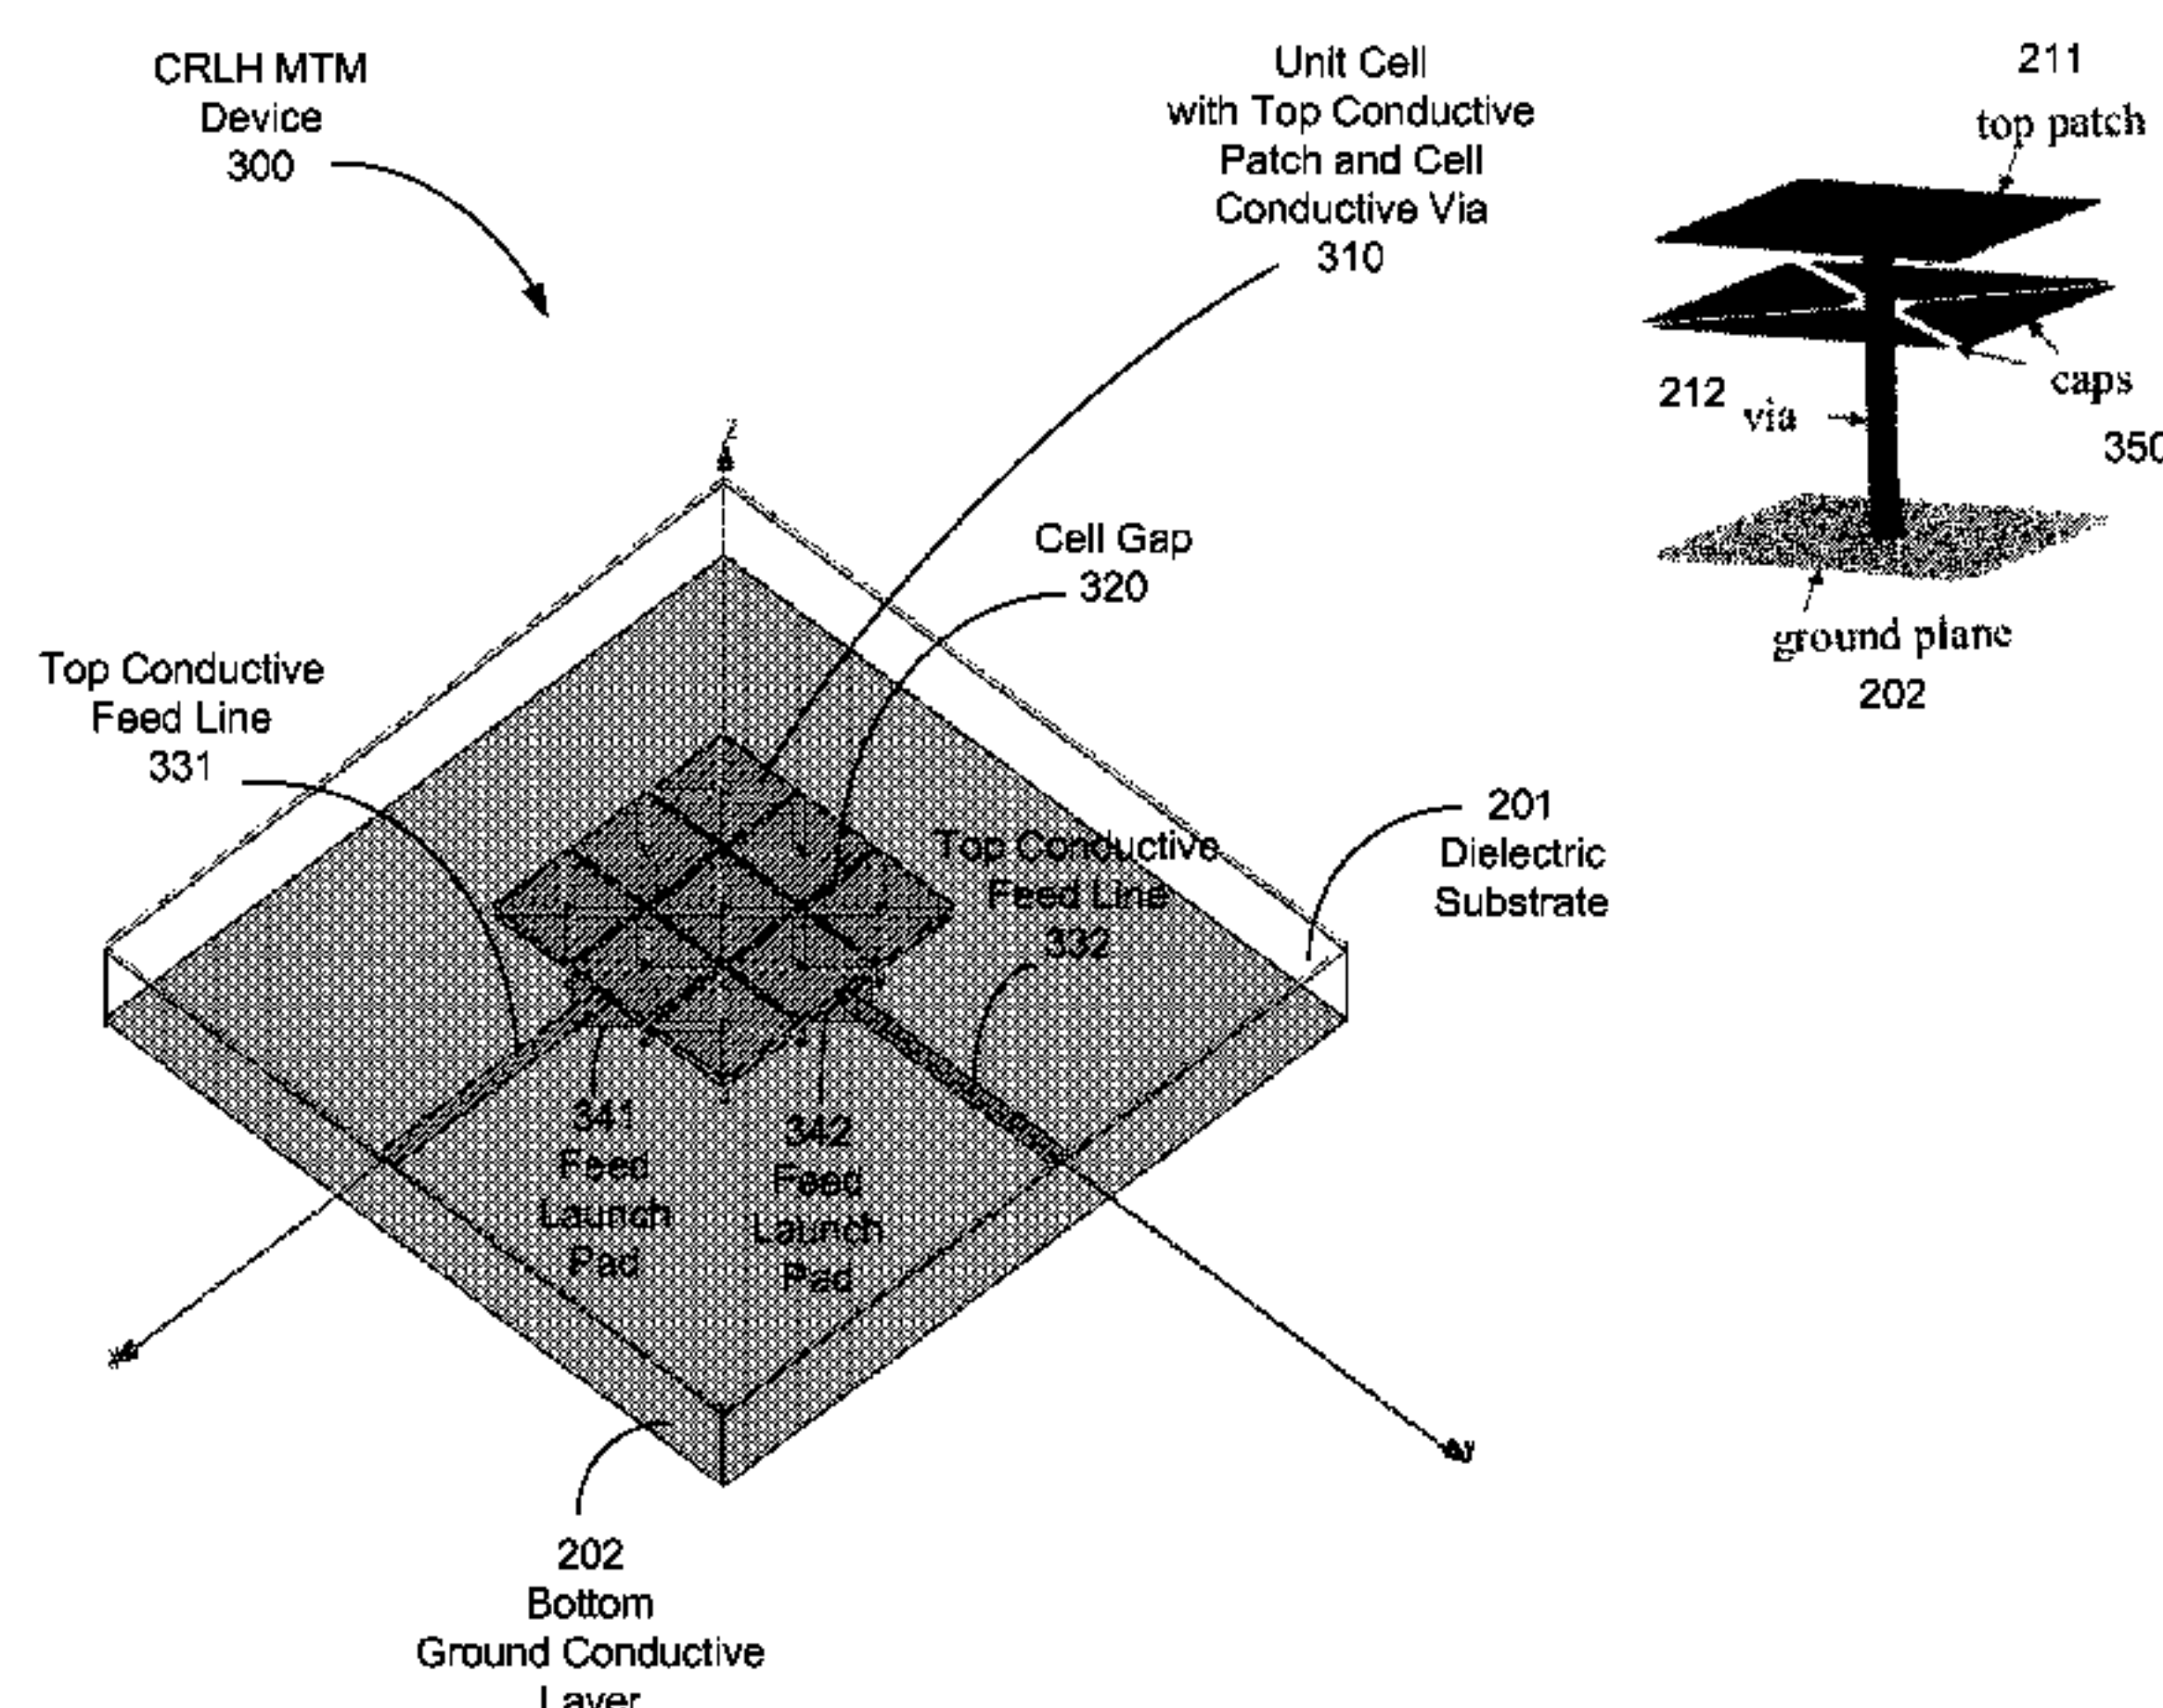 CRLH MTM
Device
300
Unit Cell
with Top Conductive
Patch and Cell
Conductive Via
310
211
top patch
212
via
caps
350
ground plane
202
z
Cell Gap
320
Top Conductive
Feed Line
331
Top Conductive
Feed Line
332
201
Dielectric
Substrate
341
Feed
Launch
Pad
342
Feed
Launch
Pad
x
y
202
Bottom
Ground Conductive
Layer